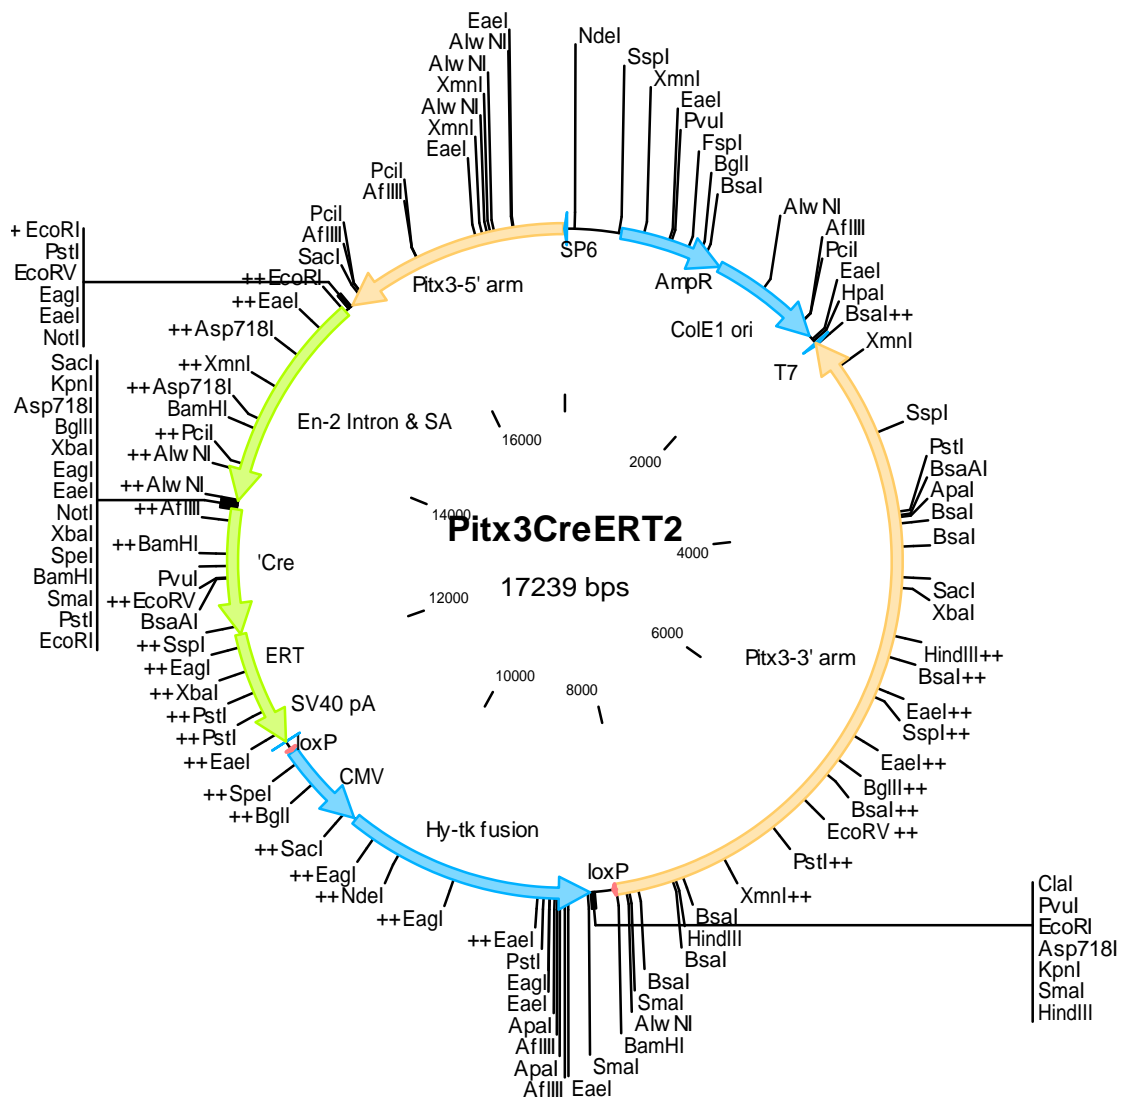 EaeI
AlwNI
AlwNI
XmnI
AlwNI
XmnI
EaeI
PciI
AflIII
PciI
AflIII
SacI
++EcoRI
NdeI
SspI
XmnI
EaeI
PvuI
FspI
BglI
BsaI
AlwNI
AflIII
PciI
EaeI
HpaI
BsaI++
XmnI
SspI
PstI
BsaAI
ApaI
BsaI
BsaI
SacI
XbaI
HindIII++
BsaI++
EaeI++
SspI++
EaeI++
BglII++
BsaI++
EcoRV++
PstI++
XmnI++
BsaI
HindIII
BsaI
BsaI
SmaI
AlwNI
BamHI
SmaI
ClaI
PvuI
EcoRI
Asp718I
KpnI
SmaI
HindIII
EaeI
AflIII
ApaI
AflIII
ApaI
EaeI
EagI
PstI
++EaeI
++EagI
++NdeI
++EagI
++SacI
++BglI
++SpeI
++EaeI
++PstI
++PstI
++XbaI
++EagI
++SspI
BsaAI
++EcoRV
PvuI
++BamHI
++AflIII
++AlwNI
++AlwNI
++PciI
BamHI
++Asp718I
++XmnI
++Asp718I
++EaeI
+ EcoRI
PstI
EcoRV
EagI
EaeI
NotI
SacI
KpnI
Asp718I
BglII
XbaI
EagI
EaeI
NotI
XbaI
SpeI
BamHI
SmaI
PstI
EcoRI
SP6
AmpR
ColE1 ori
T7
Pitx3-3' arm
loxP
Hy-tk fusion
CMV
loxP
SV40 pA
ERT
'Cre
En-2 Intron & SA
Pitx3-5' arm
2000
4000
6000
8000
10000
12000
14000
16000
Pitx3CreERT2
17239 bps